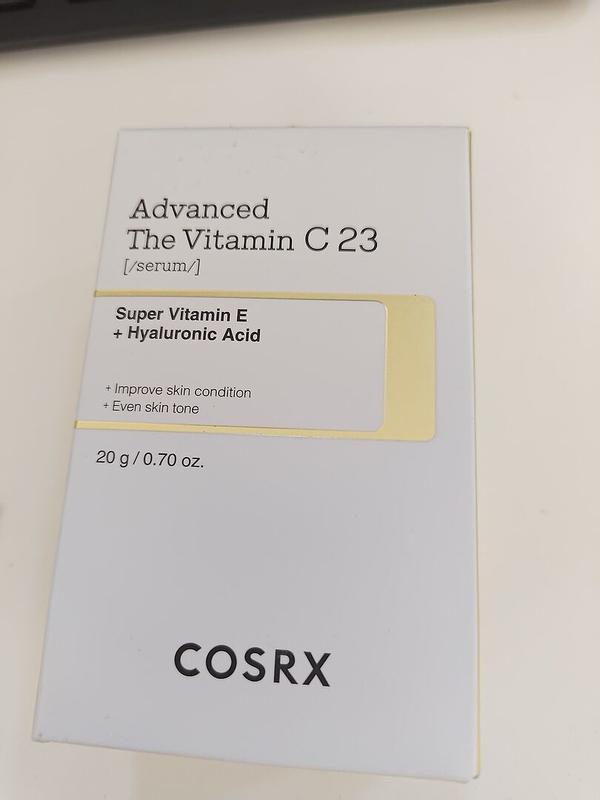 Advanced
The Vitamin C 23
[/serum/]
Super Vitamin E
+ Hyaluronic Acid
+ Improve skin condition
+ Even skin tone
20 g / 0.70 oz.
COSRX